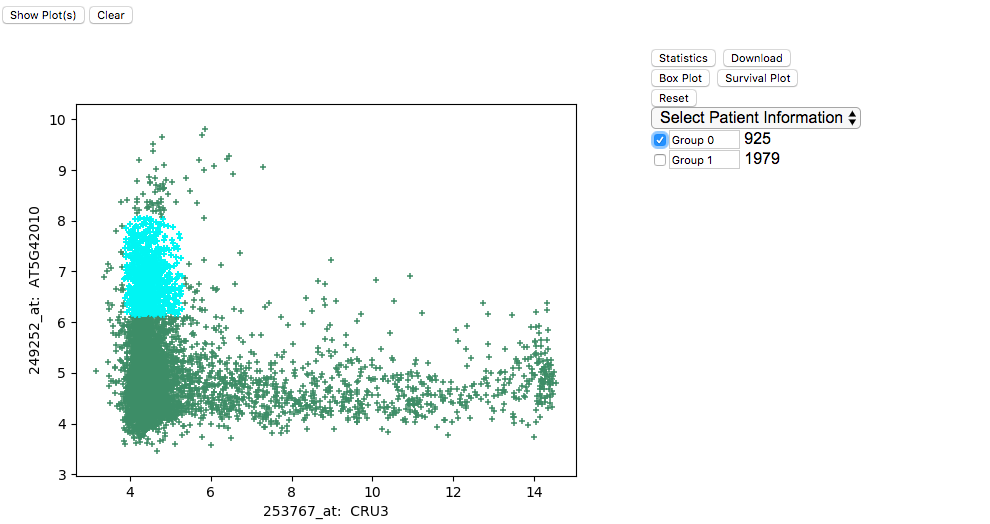 Show Plot(s) Clear
Statistics Download
Box Plot Survival Plot
Reset
Select Patient Information
Group 0 925
Group 1 1979
10
9
8
7
6
5
4
3
249252_at: AT5G42010
4 6 8 10 12 14
253767_at: CRU3